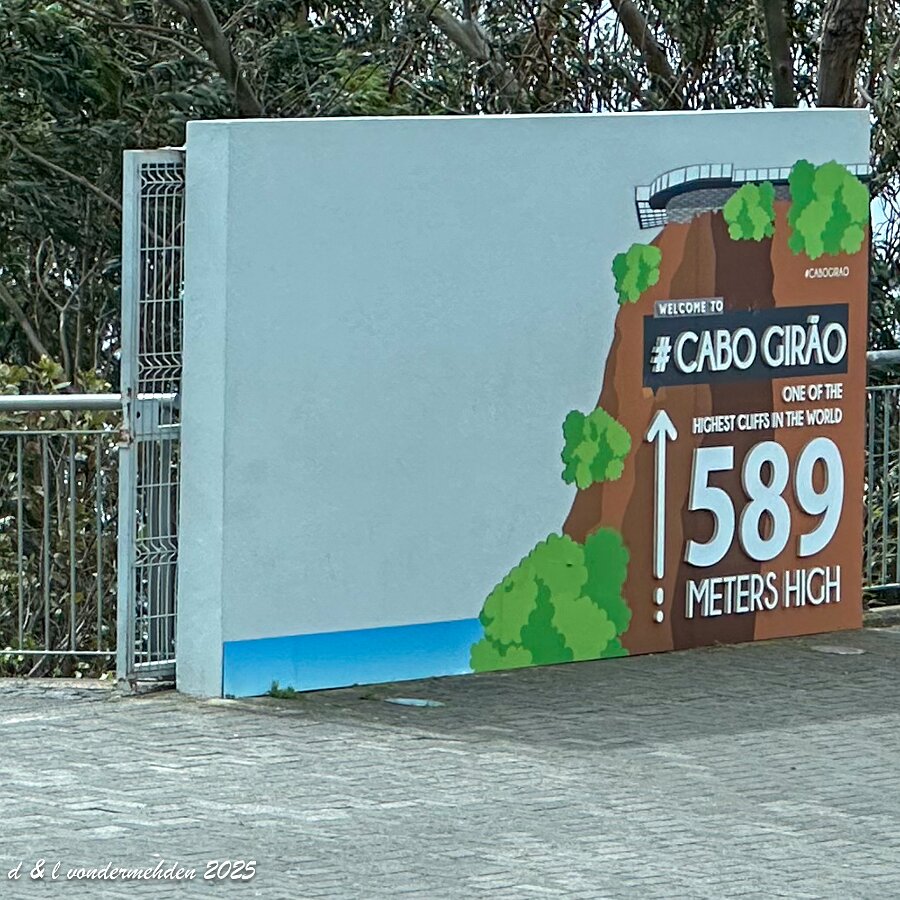 #CABOGIRAO
WELCOME TO
# CABO GIRÃO
ONE OF THE
HIGHEST CLIFFS IN THE WORLD
589
METERS HIGH
d & l vondermehden 2025